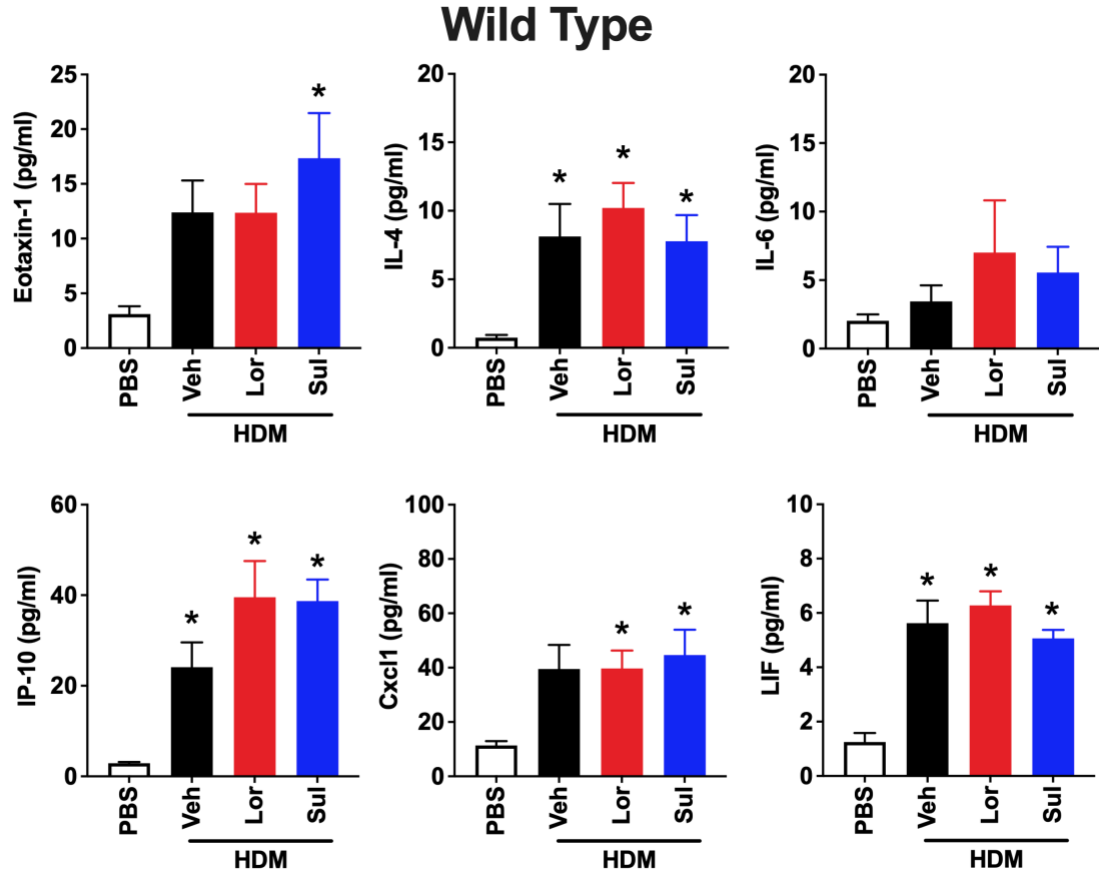 Wild Type
Eotaxin-1 (pg/ml)
25
20
15
10
5
0
*
PBS
Veh
Lor
Sul
HDM
IL-4 (pg/ml)
20
15
10
5
0
*
*
*
PBS
Veh
Lor
Sul
HDM
IL-6 (pg/ml)
20
15
10
5
0
PBS
Veh
Lor
Sul
HDM
IP-10 (pg/ml)
60
40
20
0
*
*
*
PBS
Veh
Lor
Sul
HDM
Cxcl1 (pg/ml)
100
80
60
40
20
0
*
*
PBS
Veh
Lor
Sul
HDM
LIF (pg/ml)
10
8
6
4
2
0
*
*
*
PBS
Veh
Lor
Sul
HDM